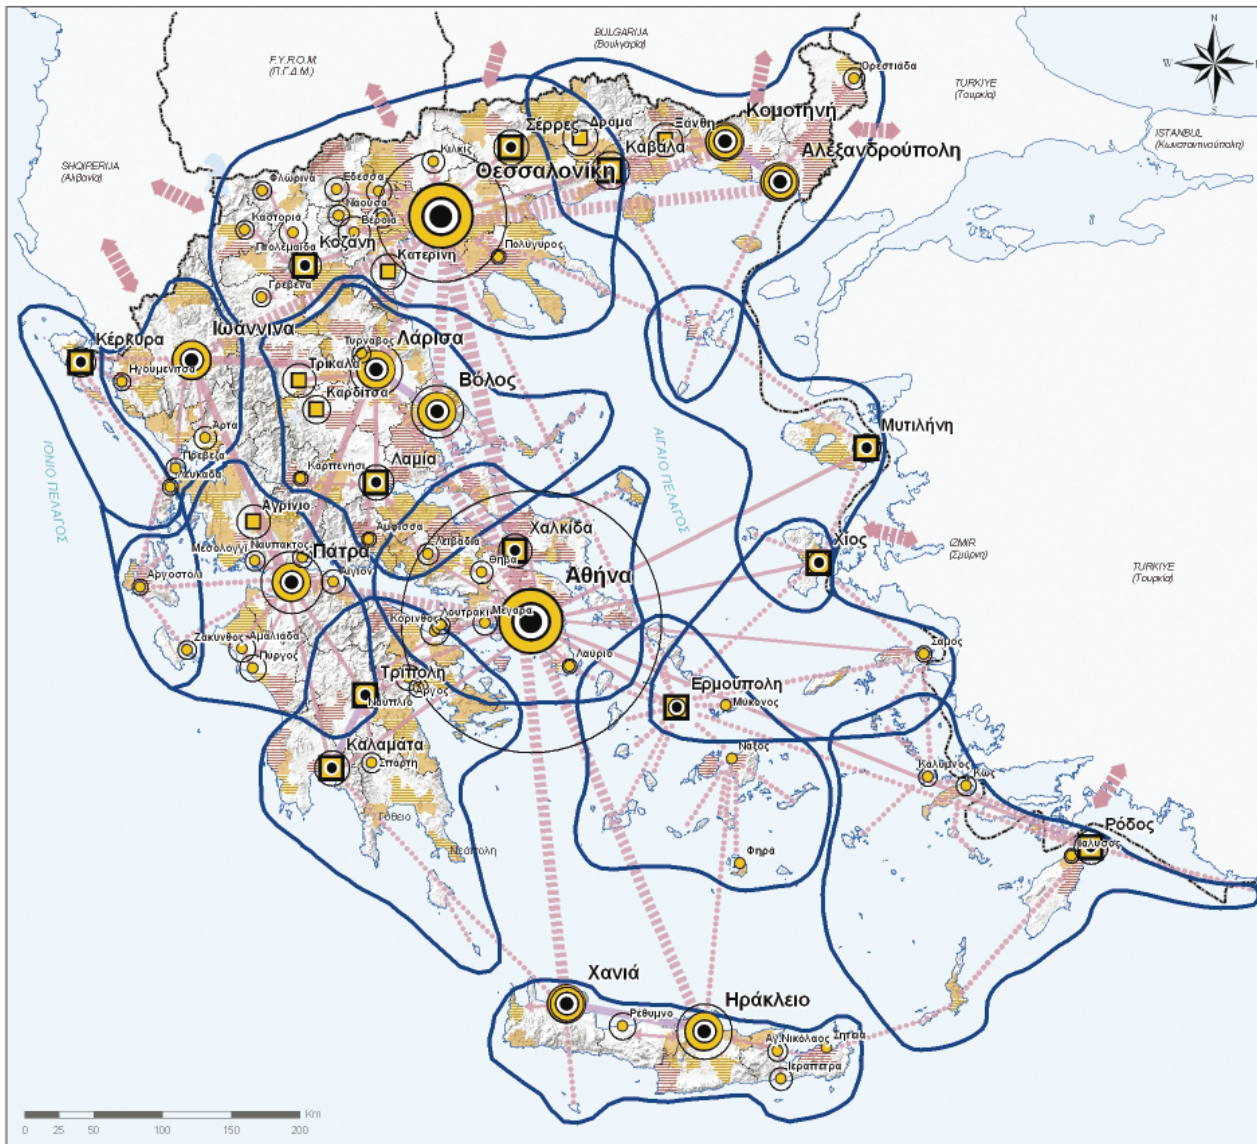 N
BULGARIJA
(Βουλγαρία)
F.Y.R.O.M.
(Π.Γ.Δ.Μ.)
W
S
Ορεστιάδα
TURKIYE
(Τουρκία)
Κομοτηνή
Ξάνθη
Δράμα
Σέρρες
Καβάλα
ISTANBUL
(Κωνσταντινούπολη)
Αλεξανδρούπολη
Κιλκίς
SHQIPERIJA
(Αλβανία)
Θεσσαλονίκη
Φλώρινα
Έδεσσα
Νάουσα
Βέροια
Καστοριά
Κοζάνη
Πτολεμαΐδα
Κατερίνη
Πολύγυρος
Γρεβενά
Ιωάννινα
Κέρκυρα
Λάρισα
Τύρναβος
Ηγουμενίτσα
Τρίκαλα
Βόλος
Καρδίτσα
Άρτα
Μυτιλήνη
ΙΟΝΙΟ ΠΕΛΑΓΟΣ
ΑΙΓΑΙΟ ΠΕΛΑΓΟΣ
Πρέβεζα
Λευκάδα
Καρπενήσι
Λαμία
Αγρίνιο
Άμφισσα
Χαλκίδα
Χίος
IZMIR
(Σμύρνη)
Μεσολόγγι
Ναύπακτος
Λειβαδιά
Πάτρα
Θήβα
TURKIYE
(Τουρκία)
Αίγιον
Αθήνα
Αργοστόλι
Λουτράκι
Μέγαρα
Κόρινθος
Ζάκυνθος
Αμαλιάδα
Πύργος
Λαύριο
Σάμος
Τρίπολη
Άργος
Ερμούπολη
Ναύπλιο
Μύκονος
Καλαμάτα
Σπάρτη
Νάξος
Κάλυμνος
Κως
Γύθειο
Ρόδος
Ιαλυσος
Νεάπολη
Φηρά
Χανιά
Ηράκλειο
Ρέθυμνο
Αγ.Νικόλαος
Σητεία
Ιεράπετρα
Km
0 25 50 100 150 200